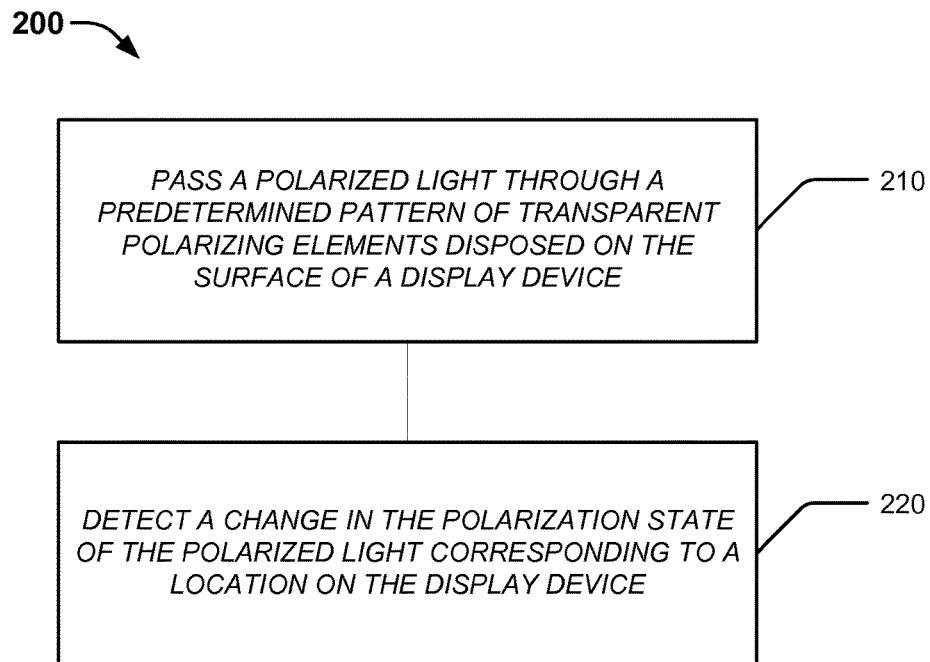 200
PASS A POLARIZED LIGHT THROUGH A
PREDETERMINED PATTERN OF TRANSPARENT
POLARIZING ELEMENTS DISPOSED ON THE
SURFACE OF A DISPLAY DEVICE
210
DETECT A CHANGE IN THE POLARIZATION STATE
OF THE POLARIZED LIGHT CORRESPONDING TO A
LOCATION ON THE DISPLAY DEVICE
220